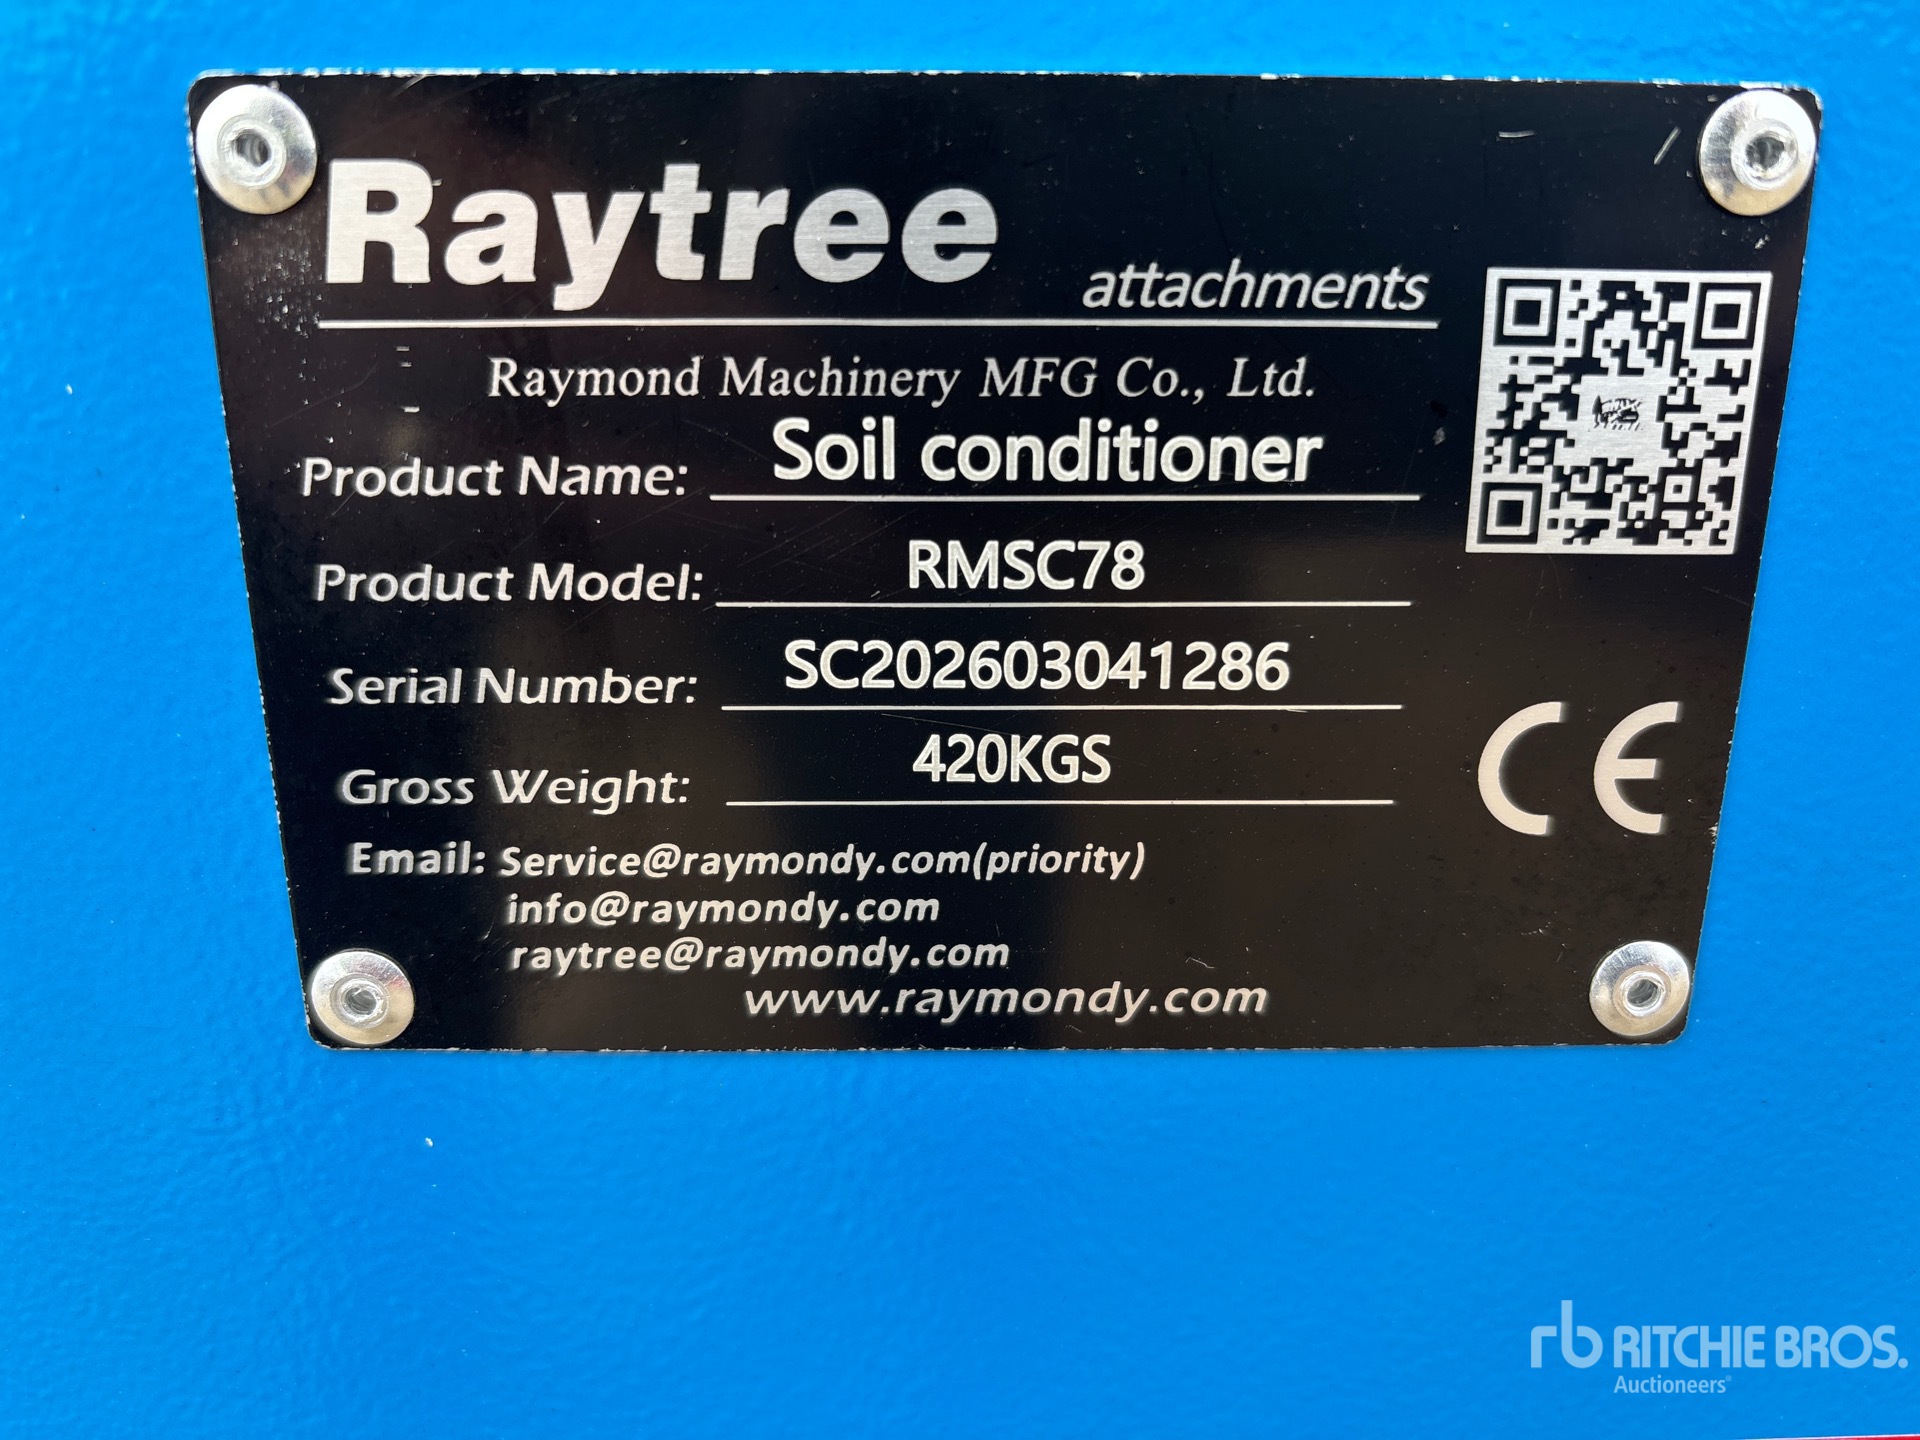 Raytree attachments
Raymond Machinery MFG Co., Ltd.
Product Name: Soil conditioner
Product Model: RMSC78
Serial Number: SC202603041286
Gross Weight: 420KGS
Email: Service@raymondy.com(priority)
info@raymondy.com
raytree@raymondy.com
www.raymondy.com
CE
rb RITCHIE BROS.
Auctioneers®